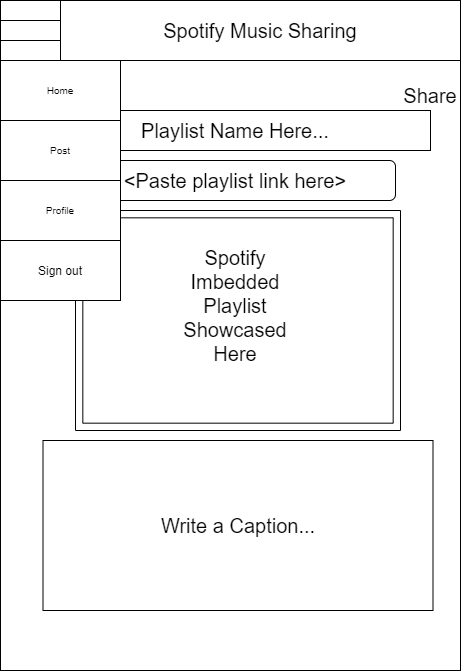 Spotify Music Sharing
Home
Share
Playlist Name Here...
Post
<Paste playlist link here>
Profile
Sign out
Spotify
Imbedded
Playlist
Showcased
Here
Write a Caption...